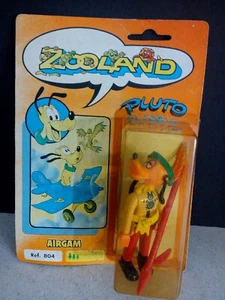 ZOOLAND
PLUTO
AIRGAM
Ref. 804